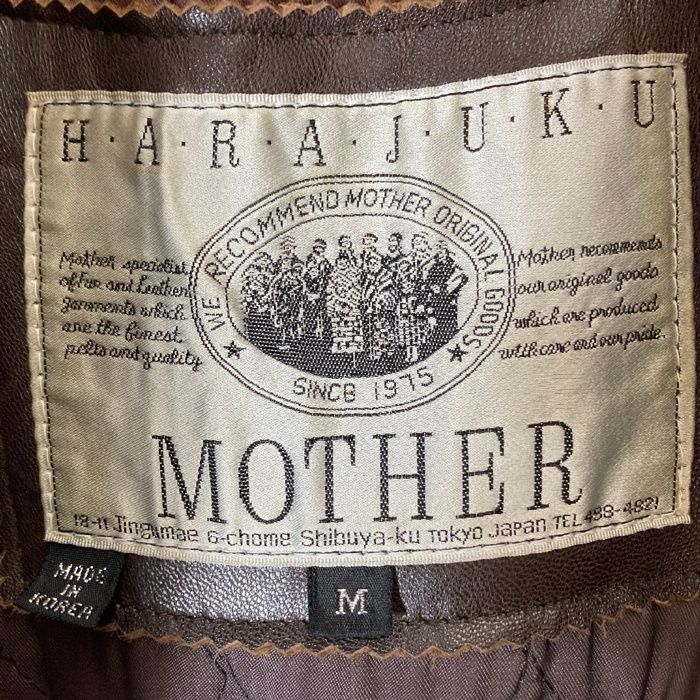 H·A·R·A·J·U·K·U
WE RECOMMEND MOTHER ORIGINAL GOODS
Mother specialist
of Fur and Leather
garments which
are the finest
pelts and quality
Mother recommends
our original goods
which are produced
with care and our pride.
★ SINCE 1975 ★
MOTHER
18-11 Jingumae 6-chome Shibuya-ku Tokyo Japan TEL 498-4821
MADE
IN
KOREA
M